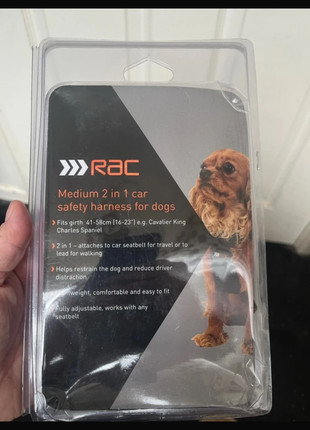 RAC
Medium 2 in 1 car
safety harness for dogs
Fits girth 41-58cm (16-23") e.g. Cavalier King
Charles Spaniel
2 in 1 – attaches to car seatbelt for travel or to
lead for walking
Helps restrain the dog and reduce driver
distraction.
weight, comfortable and easy to fit
Fully adjustable, works with any
seatbelt